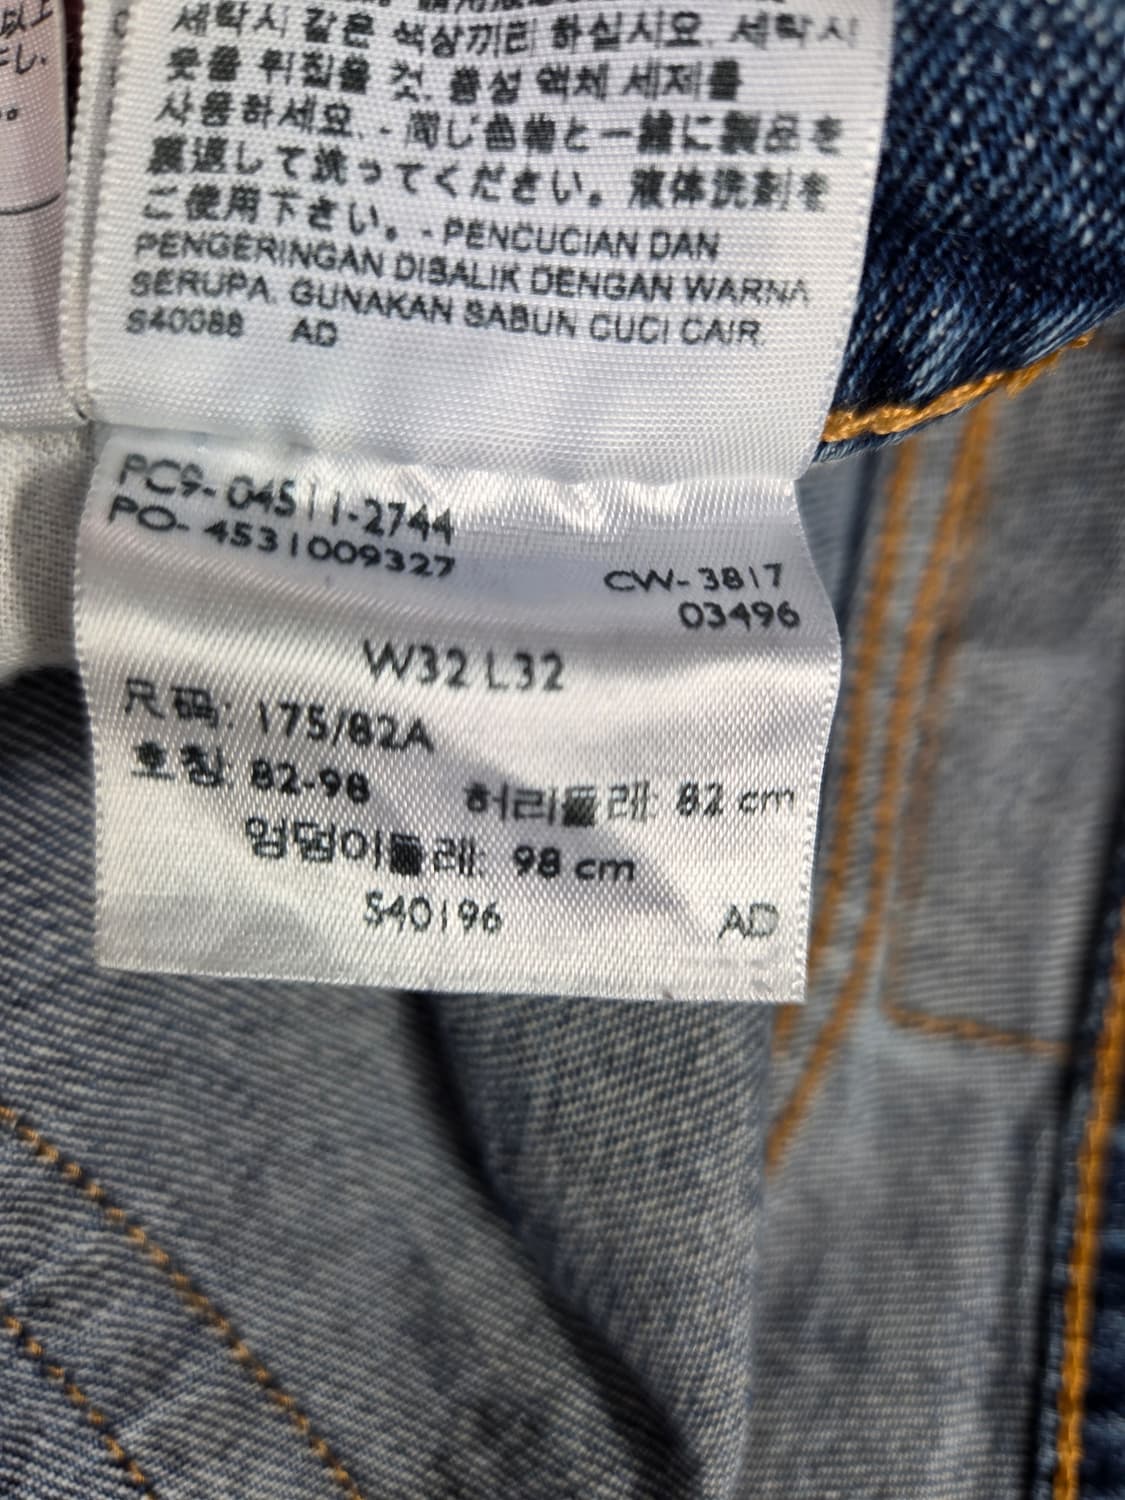 以上
干し、
세탁시 같은 색상끼리 하십시오. 세탁시
옷을 뒤집을 것. 중성 액체 세제를
사용하세요. - 同じ色物と一緒に製品を
裏返して洗ってください。液体洗剤を
ご使用下さい。- PENCUCIAN DAN
PENGERINGAN DIBALIK DENGAN WARNA
SERUPA. GUNAKAN SABUN CUCI CAIR.
S40088 AD
PC9-04511-2744
PO-4531009327
CW-3817
03496
W32 L32
尺码: 175/82A
호칭: 82-98 허리둘레: 82 cm
엉덩이둘레: 98 cm
S40196 AD